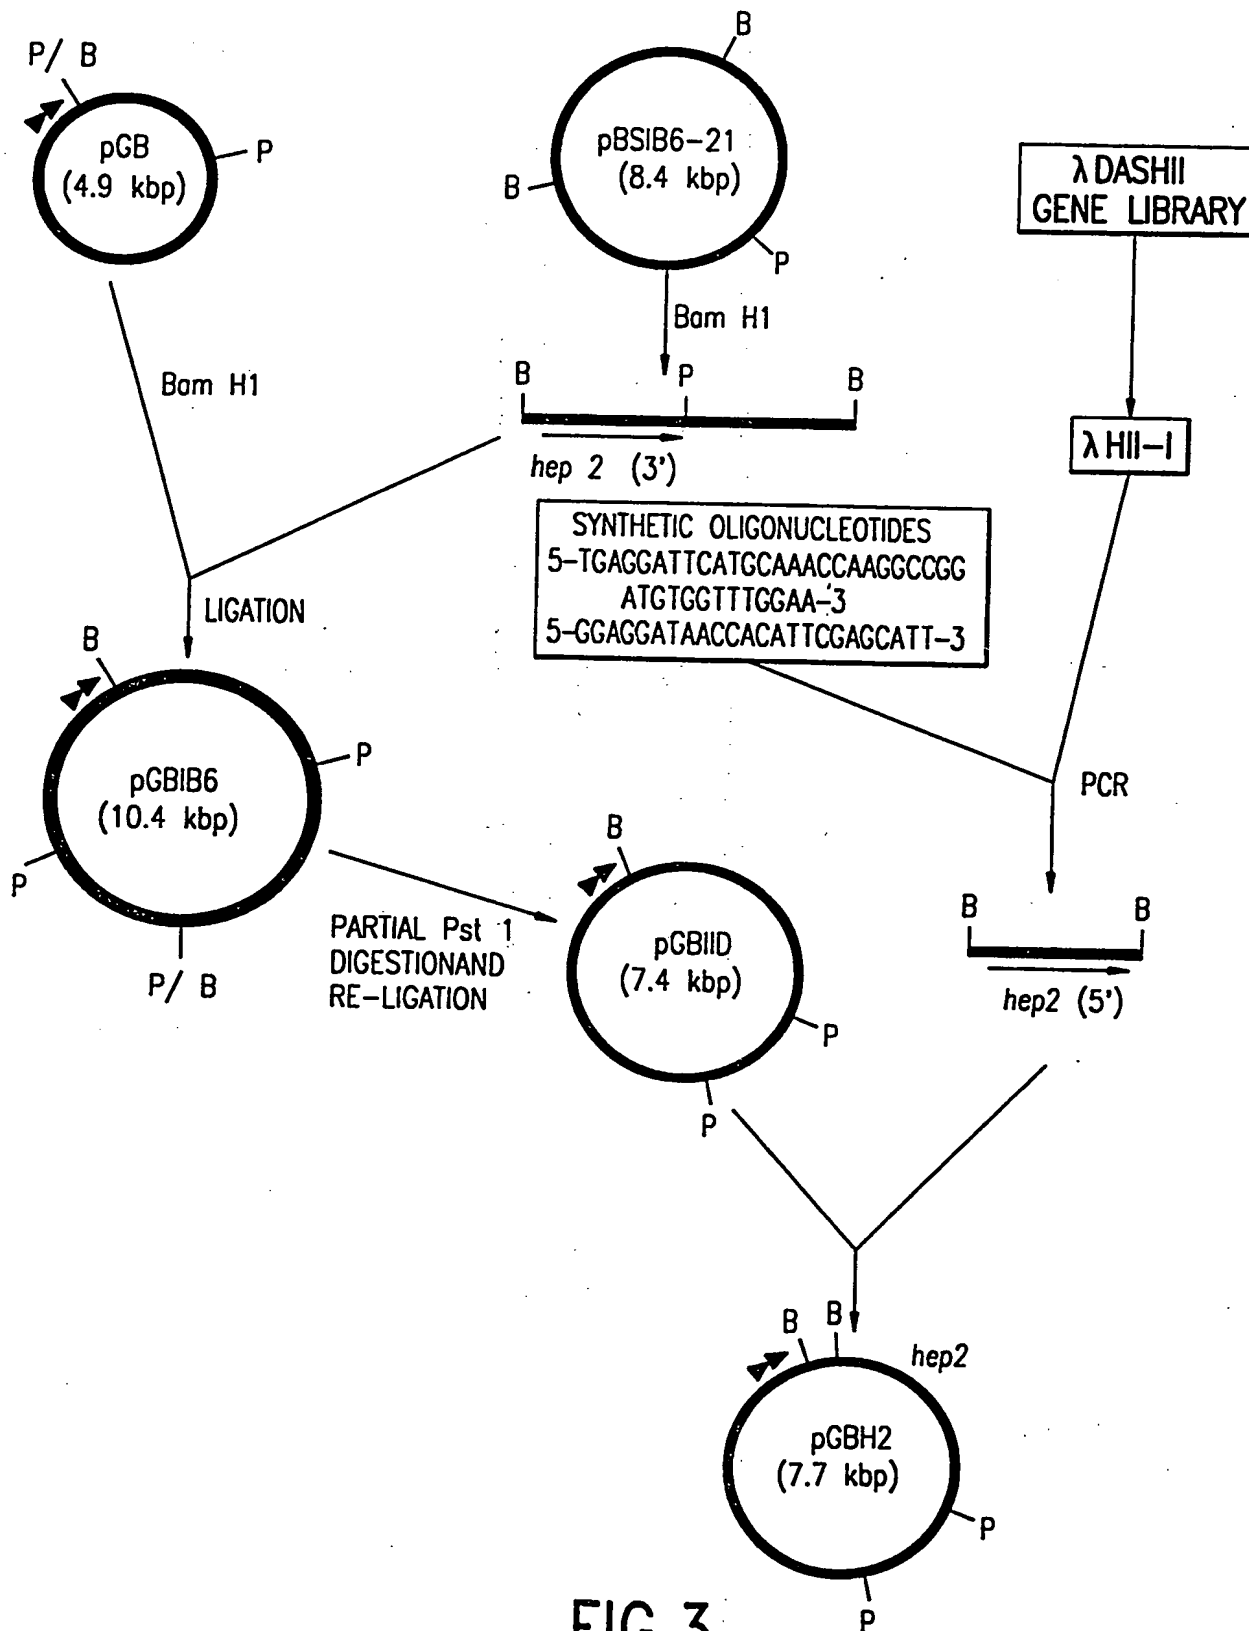 P/ B
pGB
(4.9 kbp)
P
B
pBSIB6-21
(8.4 kbp)
B
P
λ DASHII
GENE LIBRARY
Bam H1
Bam H1
B
P
B
hep 2 (3')
λ HII-I
SYNTHETIC OLIGONUCLEOTIDES
5-TGAGGATTCATGCAAACCAAGGCCGG
ATGTGGTTTGGAA-3
5-GGAGGATAACCACATTCGAGCATT-3
LIGATION
B
pGBIB6
(10.4 kbp)
P
P
P/ B
PCR
PARTIAL Pst 1
DIGESTIONAND
RE-LIGATION
B
pGBIID
(7.4 kbp)
P
P
B
B
hep2 (5')
B
B
hep2
pGBH2
(7.7 kbp)
P
P
FIG 3